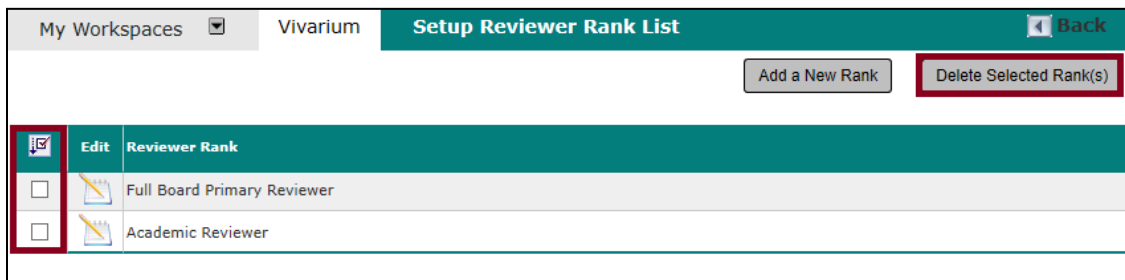 My Workspaces Vivarium Setup Reviewer Rank List Back
Add a New Rank Delete Selected Rank(s)
Edit Reviewer Rank
Full Board Primary Reviewer
Academic Reviewer